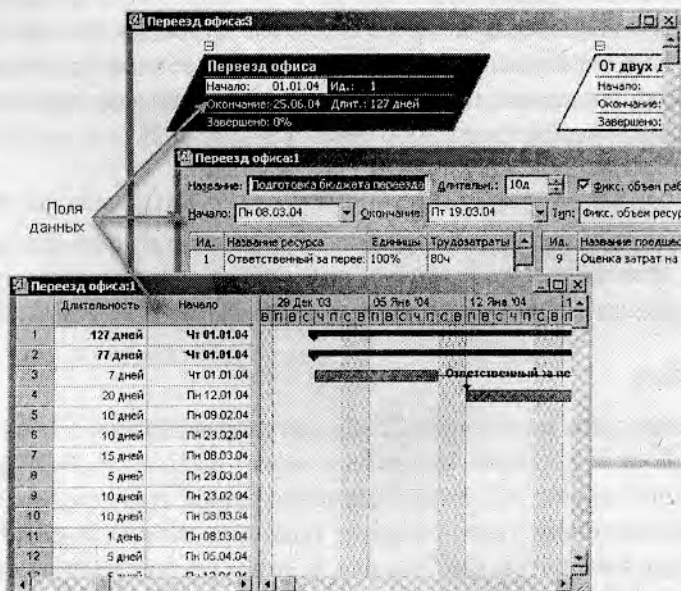 Переезд офиса:3
Переезд офиса
Начало: 01.01.04 Ид.: 1
Окончание: 25.06.04 Длит.: 127 дней
Завершено: 0%
От двух д
Начало:
Окончание:
Завершено:
Переезд офиса:1
Название: Подготовка бюджета переезда Длительн.: 10д Фикс. объем раб
Начало: Пн 08.03.04 Окончание: Пт 19.03.04 Тип: Фикс. объем ресур
Ид. Название ресурса Единицы Трудозатраты Ид. Название предшес
1 Ответственный за перее: 100% 80ч 9 Оценка затрат на
Поля
данных
Переезд офиса:1
Длительность Начало 29 Дек '03 05 Янв '04 12 Янв '04 1
В П В С Ч П С В П В С Ч П С В П В С Ч П С В П
1 127 дней Чт 01.01.04
2 77 дней Чт 01.01.04
3 7 дней Чт 01.01.04 Ответственный за пе
4 20 дней Пн 12.01.04
5 10 дней Пн 09.02.04
6 10 дней Пн 23.02.04
7 15 дней Пн 08.03.04
8 5 дней Пн 29.03.04
9 10 дней Пн 23.02.04
10 10 дней Пн 08.03.04
11 1 день Пн 08.03.04
12 5 дней Пн 05.04.04